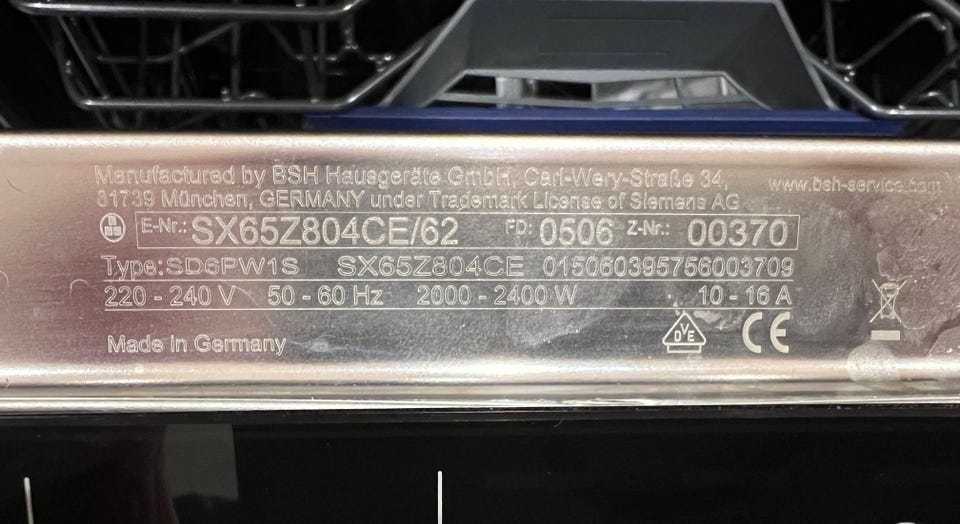 Manufactured by BSH Hausgeräte GmbH, Carl-Wery-Straße 34, www.bsh-service.com
81739 München, GERMANY under Trademark License of Siemens AG
E-Nr.: SX65Z804CE/62 FD: 0506 Z-Nr.: 00370
Type:SD6PW1S SX65Z804CE 015060395756003709
220 - 240 V 50 - 60 Hz 2000 - 2400 W 10 - 16 A
Made in Germany DVE CE